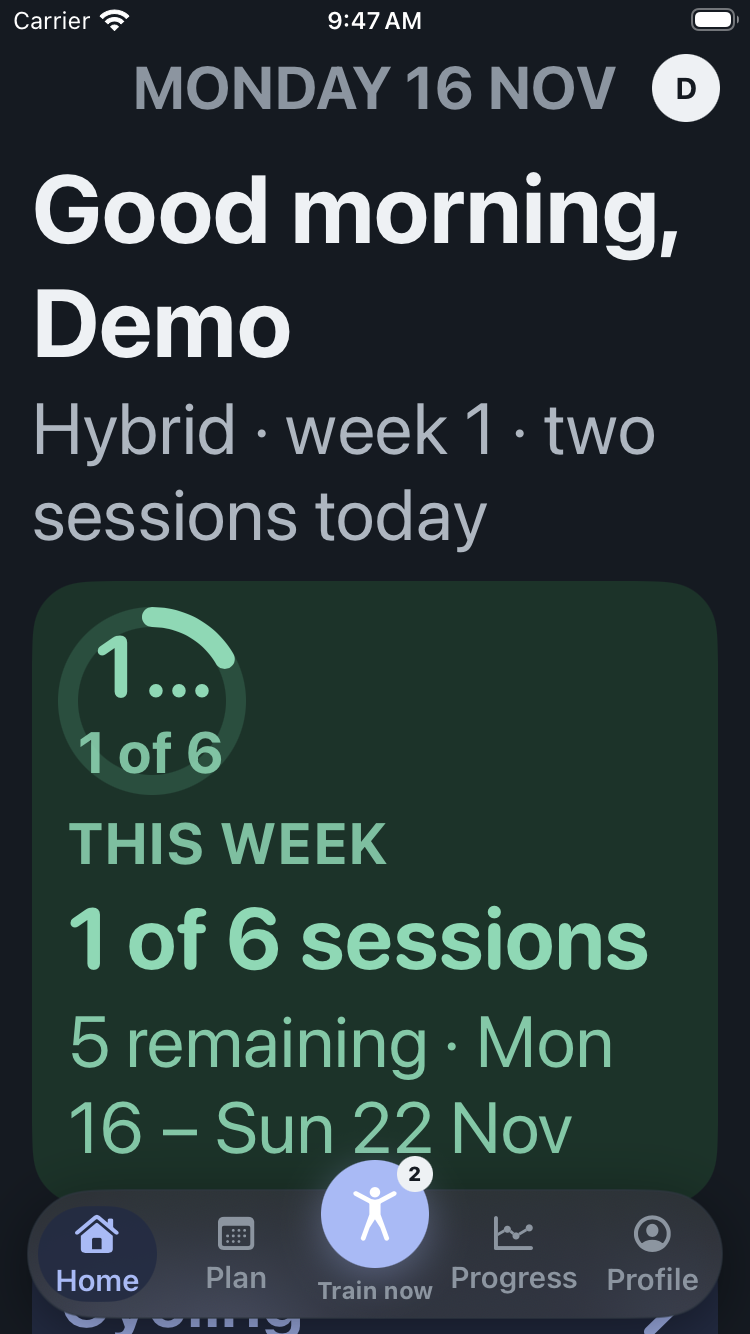 Carrier 9:47 AM
MONDAY 16 NOV D
Good morning,
Demo
Hybrid · week 1 · two
sessions today
1...
1 of 6
THIS WEEK
1 of 6 sessions
5 remaining · Mon
16 – Sun 22 Nov
2
Home Plan Train now Progress Profile
Cycling